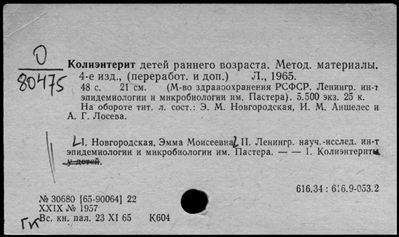 О
80475
Колиэнтерит детей раннего возраста. Метод. материалы.
4-е изд., (переработ. и доп.) Л., 1965.
48 с. 21 см. (М-во здравоохранения РСФСР. Ленингр. ин-т
эпидемиологии и микробиологии им. Пастера). 5.500 экз. 25 к.
На обороте тит. л. сост.: Э. М. Новгородская, И. М. Аншелес и
А. Г. Лосева.
I. Новгородская, Эмма Моисеевна. II. Ленингр. науч.-исслед. ин-т
эпидемиологии и микробиологии им. Пастера. — — 1. Колиэнтериты
у детей.
616.34 : 616.9-053.2
№ 30680 [65-90064] 22
XXIX № 1957
Вс. кн. пал. 23 XI 65 К604